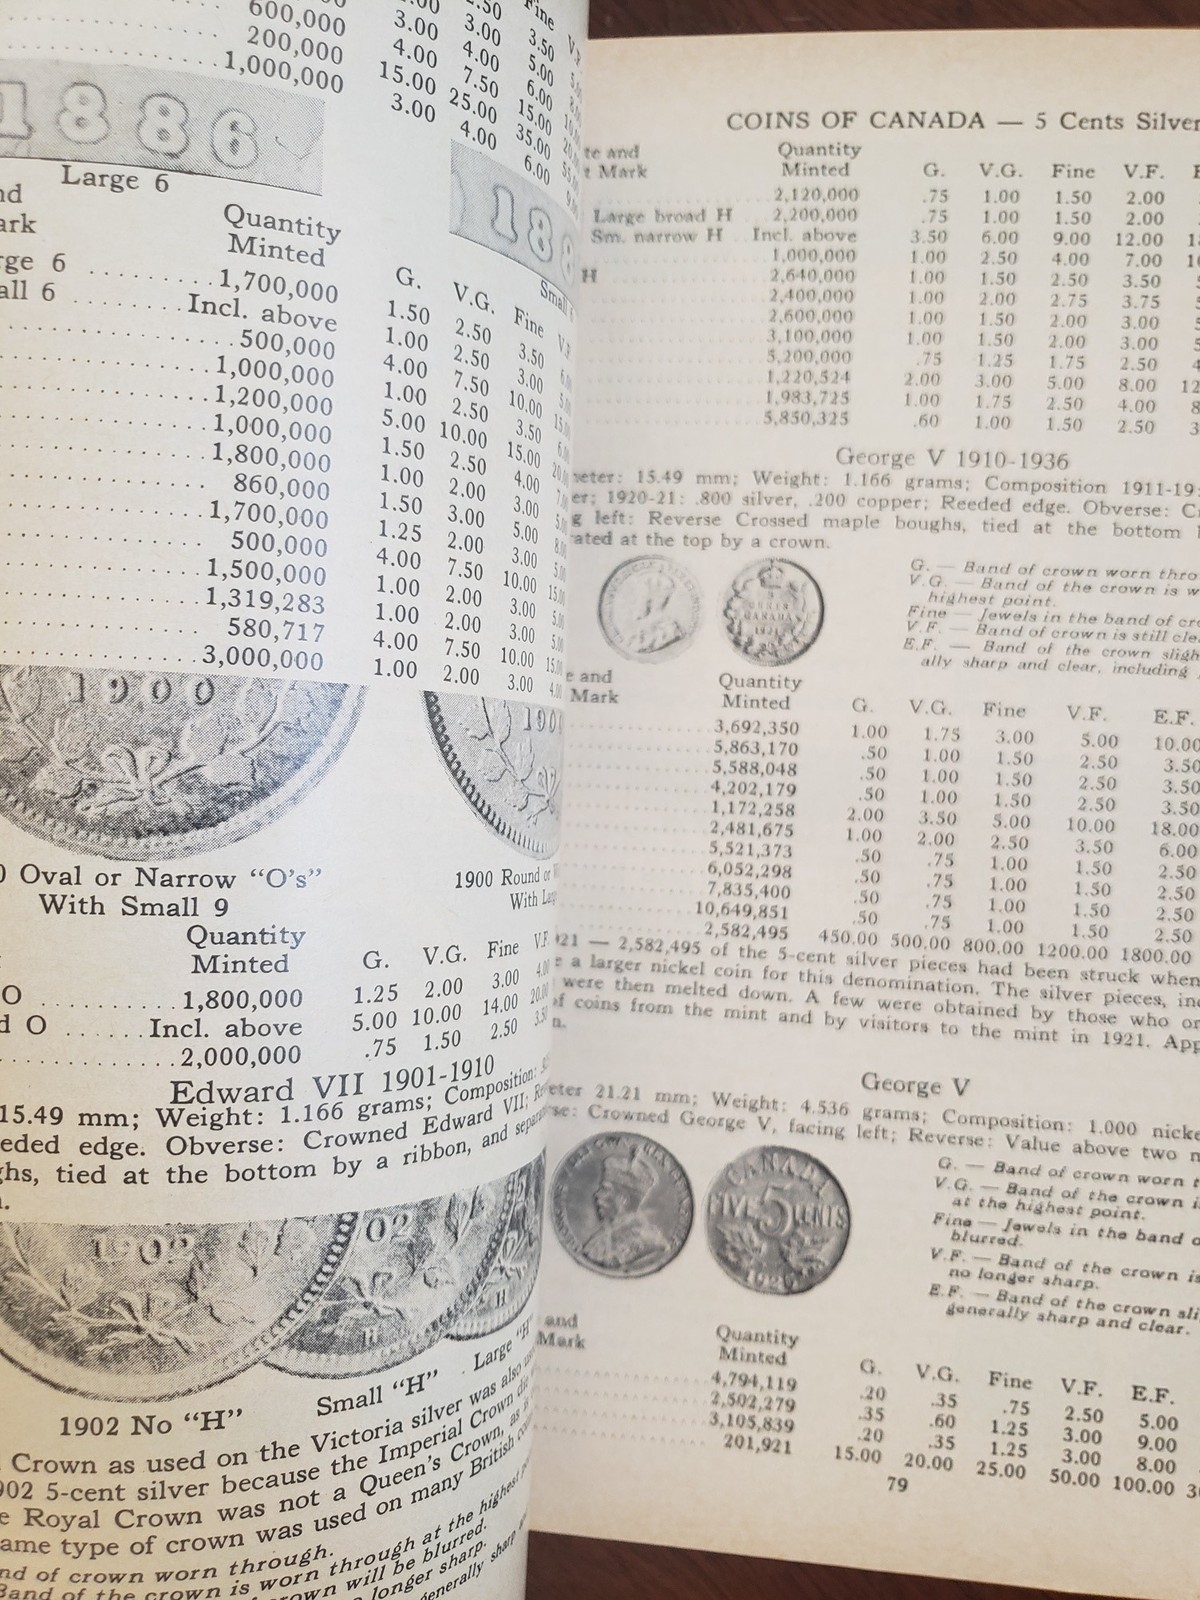 600,000 3.00 3.00 3.50
200,000 4.00 4.00 5.00
1,000,000 15.00 7.50 6.00
3.00 25.00 15.00
4.00 35.00
6.00
1886
Large 6
188
Quantity
Minted G. V.G. Fine
6 ........ 1,700,000 1.50 2.50 3.50
6 ........ Incl. above 1.00 2.50 3.00
500,000 4.00 7.50 10.00
1,000,000 1.00 2.50 3.50
1,200,000 5.00 10.00 15.00
1,000,000 1.50 2.50 4.00
1,800,000 1.00 2.00 3.00
860,000 1.50 3.00 5.00
1,700,000 1.25 2.00 3.00
500,000 4.00 7.50 10.00
1,500,000 1.00 2.00 3.00
1,319,283 1.00 2.00 3.00
580,717 4.00 7.50 10.00
3,000,000 1.00 2.00 3.00
1900
Oval or Narrow "O's"
With Small 9
1900 Round or
With
Quantity
Minted G. V.G. Fine V.F.
O ............ 1,800,000 1.25 2.00 3.00 4.00
O ...... Incl. above 5.00 10.00 14.00 20.00
2,000,000 .75 1.50 2.50 3.50
Edward VII 1901-1910
15.49 mm; Weight: 1.166 grams; Composition:
edge. Obverse: Crowned Edward VII;
tied at the bottom by a ribbon, and
1902
02
H
1902 No "H"
Small "H"
Large "H"
Crown as used on the Victoria silver was also
5-cent silver because the Imperial Crown
Royal Crown was not a Queen's Crown, as
type of crown was used on many British
of crown worn through.
Band of the crown is worn through at the highest
crown will be blurred.
longer sharp.
generally sharp
COINS OF CANADA — 5 Cents Silver
and Quantity
Mark Minted G. V.G. Fine V.F.
2,120,000 .75 1.00 1.50 2.00
Large broad H 2,200,000 .75 1.00 1.50 2.00
Sm. narrow H Incl. above 3.50 6.00 9.00 12.00
1,000,000 1.00 2.50 4.00 7.00
H 2,640,000 1.00 1.50 2.50 3.50
2,400,000 1.00 2.00 2.75 3.75
2,600,000 1.00 1.50 2.00 3.00
3,100,000 1.00 1.50 2.00 3.00
5,200,000 .75 1.25 1.75 2.50
1,220,524 2.00 3.00 5.00 8.00
1,983,725 1.00 1.75 2.50 4.00
5,850,325 .60 1.00 1.50 2.50
George V 1910-1936
15.49 mm; Weight: 1.166 grams; Composition
1920-21: .800 silver, .200 copper; Reeded edge. Obverse:
left: Reverse Crossed maple boughs, tied at the bottom
at the top by a crown.
G. — Band of crown worn
V.G. — Band of the crown is
highest point.
Fine — Jewels in the band of
V.F. — Band of crown is still
E.F. — Band of the crown
ally sharp and clear, including
and Quantity
Mark Minted G. V.G. Fine V.F. E.F.
3,692,350 1.00 1.75 3.00 5.00 10.00
5,863,170 .50 1.00 1.50 2.50 3.50
5,588,048 .50 1.00 1.50 2.50 3.50
4,202,179 .50 1.00 1.50 2.50 3.50
1,172,258 2.00 3.50 5.00 10.00 18.00
2,481,675 1.00 2.00 2.50 3.50 6.00
5,521,373 .50 .75 1.00 1.50 2.50
6,052,298 .50 .75 1.00 1.50 2.50
7,835,400 .50 .75 1.00 1.50 2.50
10,649,851 .50 .75 1.00 1.50 2.50
2,582,495 450.00 500.00 800.00 1200.00 1800.00
— 2,582,495 of the 5-cent silver pieces had been struck when
a larger nickel coin for this denomination. The silver pieces,
were then melted down. A few were obtained by those who
of coins from the mint and by visitors to the mint in 1921.
George V
21.21 mm; Weight: 4.536 grams; Composition: 1.000
Crowned George V, facing left; Reverse: Value above two
CANADA
FIVE 5 CENTS
G. — Band of crown worn
V.G. — Band of the crown
at the highest point.
Fine — Jewels in the band
blurred.
V.F. — Band of the crown is
no longer sharp.
E.F. — Band of the crown
generally sharp and clear.
and Quantity
Mark Minted G. V.G. Fine V.F. E.F.
4,794,119 .20 .35 .75 2.50 5.00
2,502,279 .35 .60 1.25 3.00 9.00
3,105,839 .20 .35 1.25 3.00 8.00
201,921 15.00 20.00 25.00 50.00 100.00
79